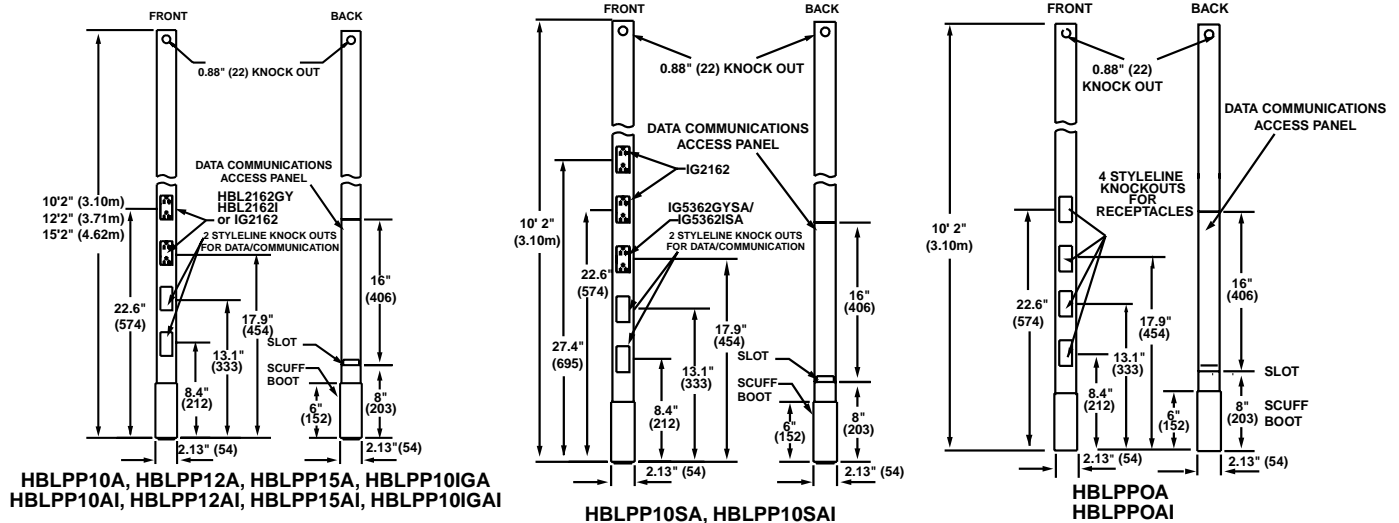 FRONT
BACK
0.88" (22) KNOCK OUT
DATA COMMUNICATIONS
ACCESS PANEL
10'2" (3.10m)
12'2" (3.71m)
15'2" (4.62m)
HBL2162GY
HBL2162I
or IG2162
2 STYLELINE KNOCK OUTS
FOR DATA/COMMUNICATION
22.6"
(574)
16"
(406)
17.9"
(454)
13.1"
(333)
SLOT
SCUFF
BOOT
8.4"
(212)
6"
(152)
8"
(203)
2.13" (54)
2.13" (54)
HBLPP10A, HBLPP12A, HBLPP15A, HBLPP10IGA
HBLPP10AI, HBLPP12AI, HBLPP15AI, HBLPP10IGAI
FRONT
BACK
0.88" (22) KNOCK OUT
DATA COMMUNICATIONS
ACCESS PANEL
IG2162
10' 2"
(3.10m)
IG5362GYSA/
IG5362ISA
2 STYLELINE KNOCK OUTS
FOR DATA/COMMUNICATION
22.6"
(574)
16"
(406)
27.4"
(695)
17.9"
(454)
13.1"
(333)
SLOT
SCUFF
BOOT
8.4"
(212)
6"
(152)
8"
(203)
2.13" (54)
2.13" (54)
HBLPP10SA, HBLPP10SAI
FRONT
BACK
0.88" (22)
KNOCK OUT
DATA COMMUNICATIONS
ACCESS PANEL
4 STYLELINE
KNOCKOUTS
FOR
RECEPTACLES
10' 2"
(3.10m)
22.6"
(574)
16"
(406)
17.9"
(454)
13.1"
(333)
8.4"
(212)
SLOT
6"
(152)
8"
(203)
SCUFF
BOOT
2.13" (54)
2.13" (54)
HBLPPOA
HBLPPOAI